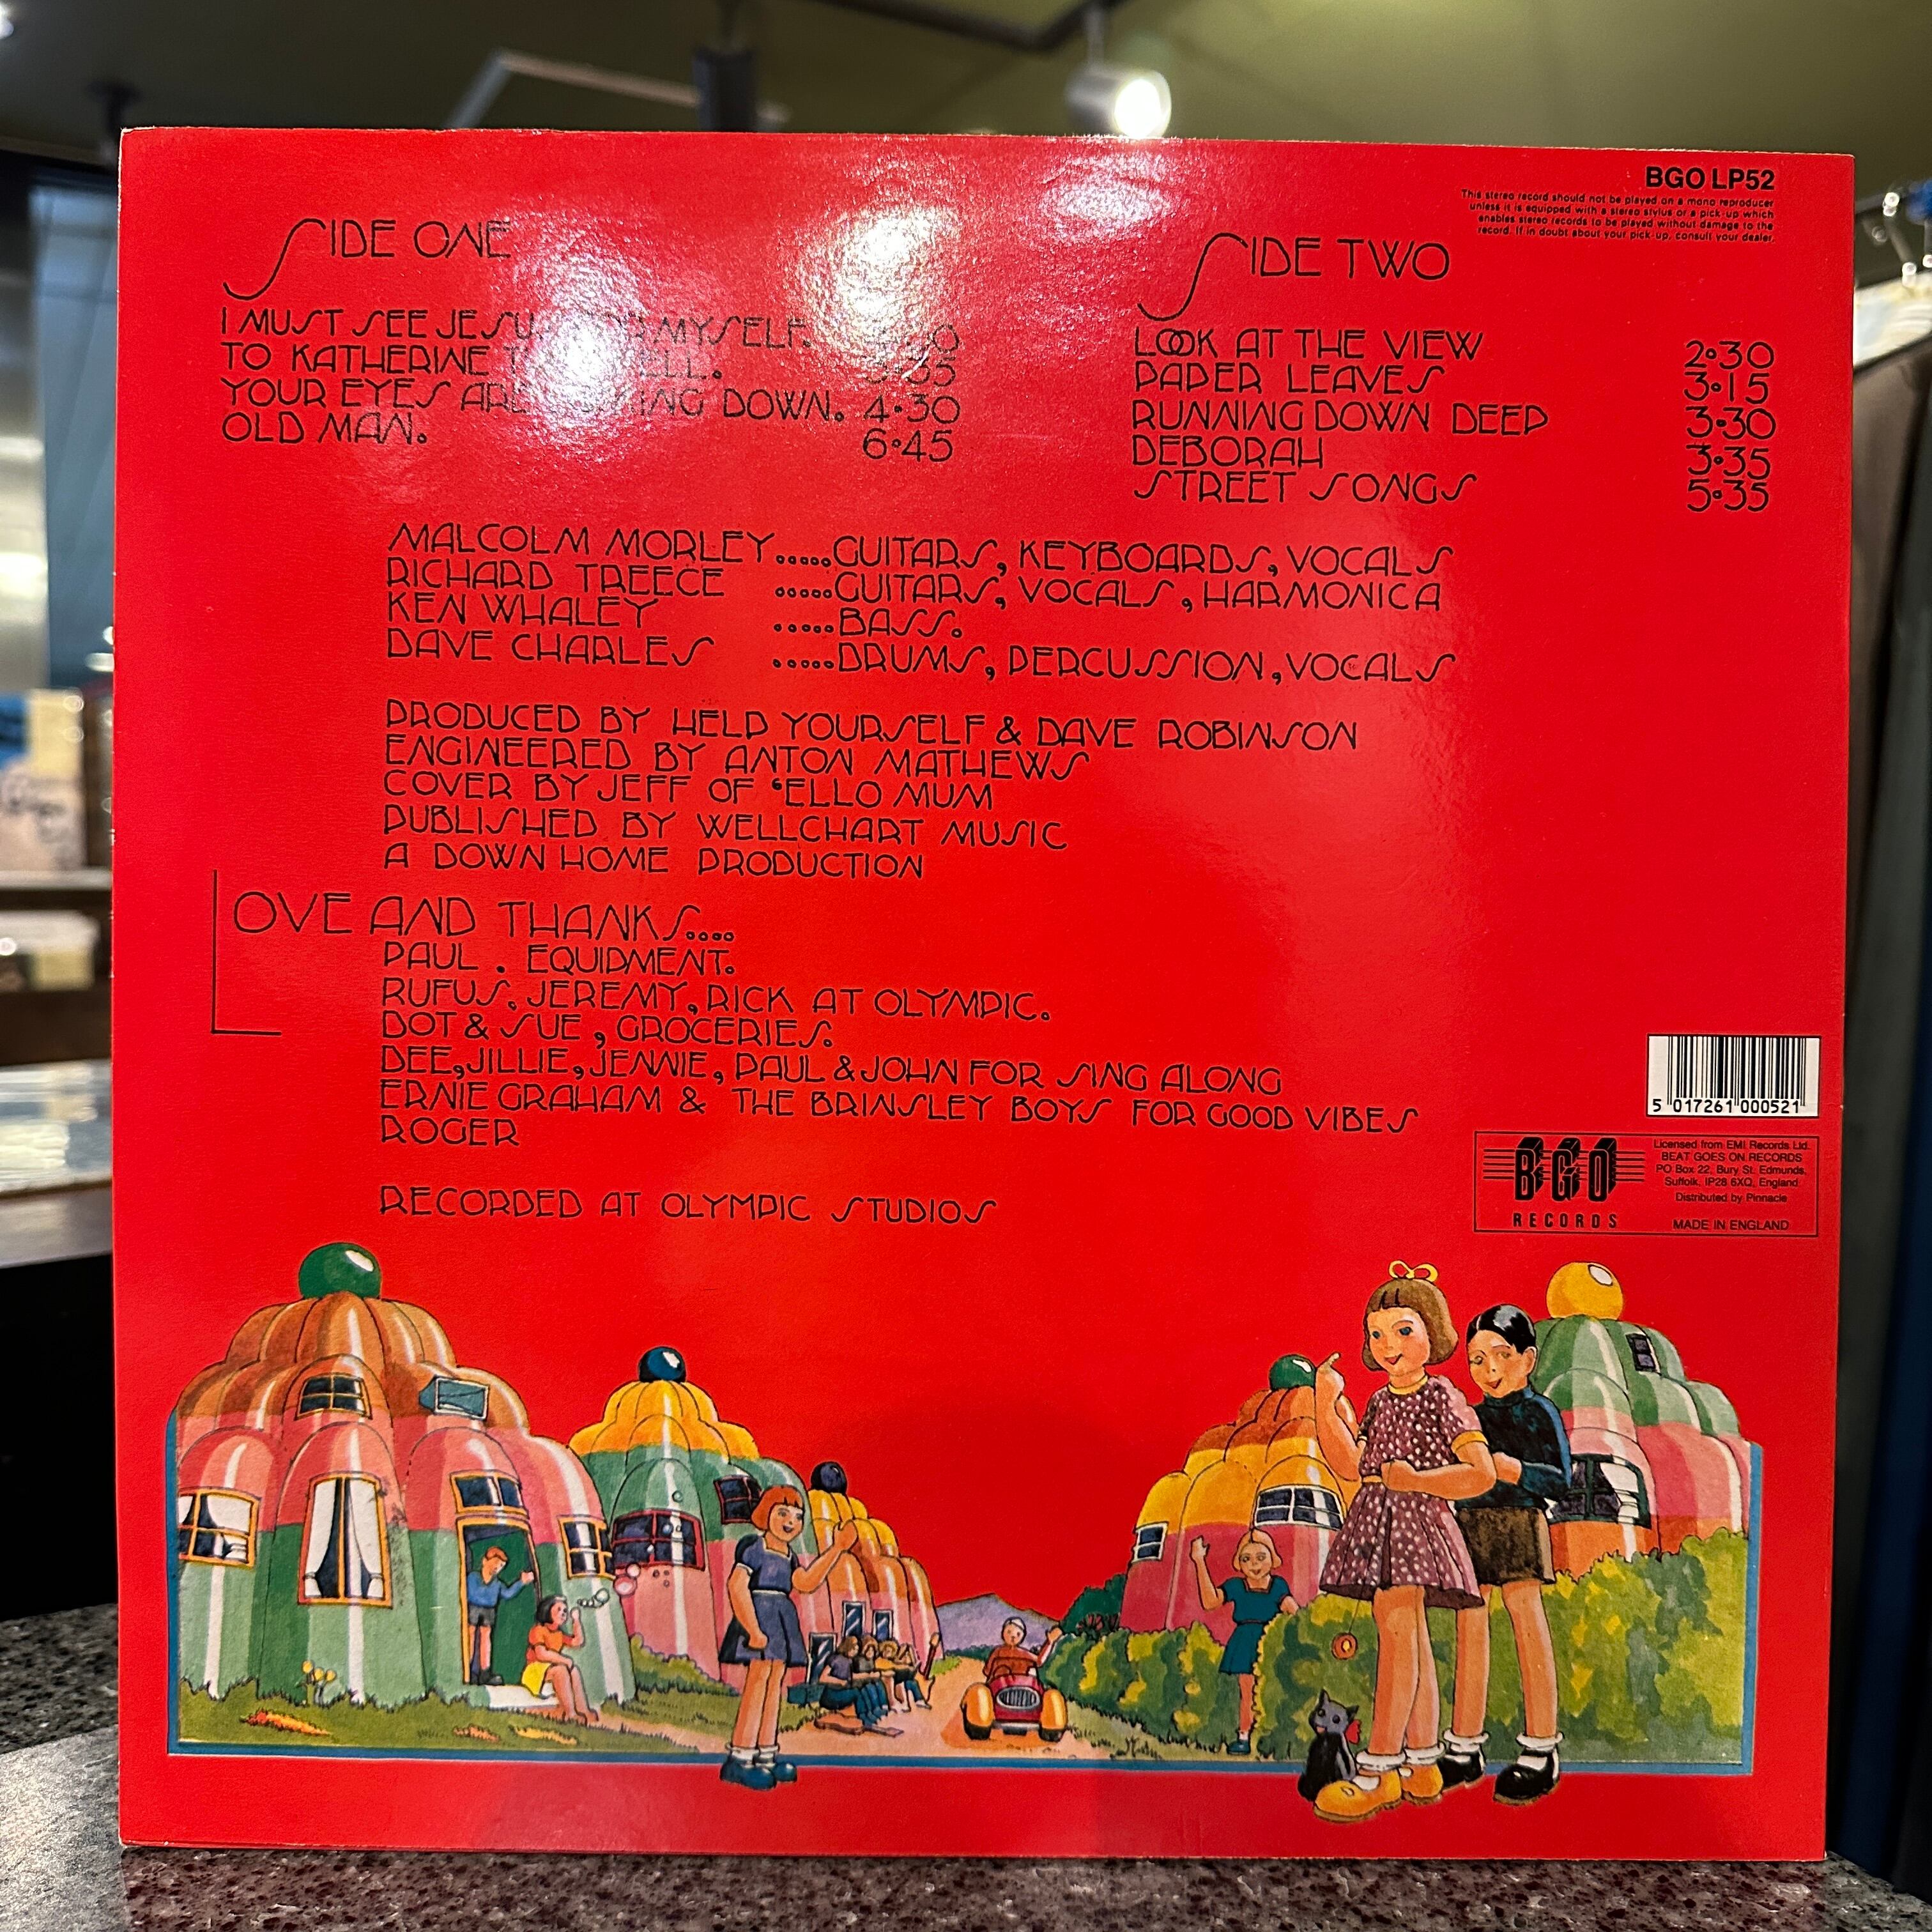 BGO LP52
This stereo record should not be played on a mono reproducer
unless it is equipped with a stereo stylus or a pick-up which
enables stereo records to be played without damage to the
record. If in doubt about your pick-up, consult your dealer.
SIDE ONE
I MUST SEE MYSELF.
TO KATHERINE
YOUR EYES ARE DOWN. 4•30
OLD MAN. 6•45
SIDE TWO
LOOK AT THE VIEW 2•30
PAPER LEAVES 3•15
RUNNING DOWN DEEP 3•30
DEBORAH 3•35
STREET SONGS 5•35
MALCOLM MORLEY.....GUITARS, KEYBOARDS, VOCALS
RICHARD TREECE .....GUITARS, VOCALS, HARMONICA
KEN WHALEY .....BASS.
DAVE CHARLES .....DRUMS, PERCUSSION, VOCALS
PRODUCED BY HELP YOURSELF & DAVE ROBINSON
ENGINEERED BY ANTON MATHEWS
COVER BY JEFF OF 'ELLO MUM
PUBLISHED BY WELLCHART MUSIC
A DOWN HOME PRODUCTION
LOVE AND THANKS....
PAUL. EQUIPMENT.
RUFUS, JEREMY, RICK AT OLYMPIC.
DOT & SUE, GROCERIES.
DEE, JILLIE, JENNIE, PAUL & JOHN FOR SING ALONG
ERNIE GRAHAM & THE BRINSLEY BOYS FOR GOOD VIBES
ROGER
RECORDED AT OLYMPIC STUDIOS
5 017261 000521
BGO
RECORDS
Licensed from EMI Records Ltd.
BEAT GOES ON RECORDS
PO Box 22, Bury St. Edmunds,
Suffolk, IP28 6XQ, England
Distributed by Pinnacle
MADE IN ENGLAND